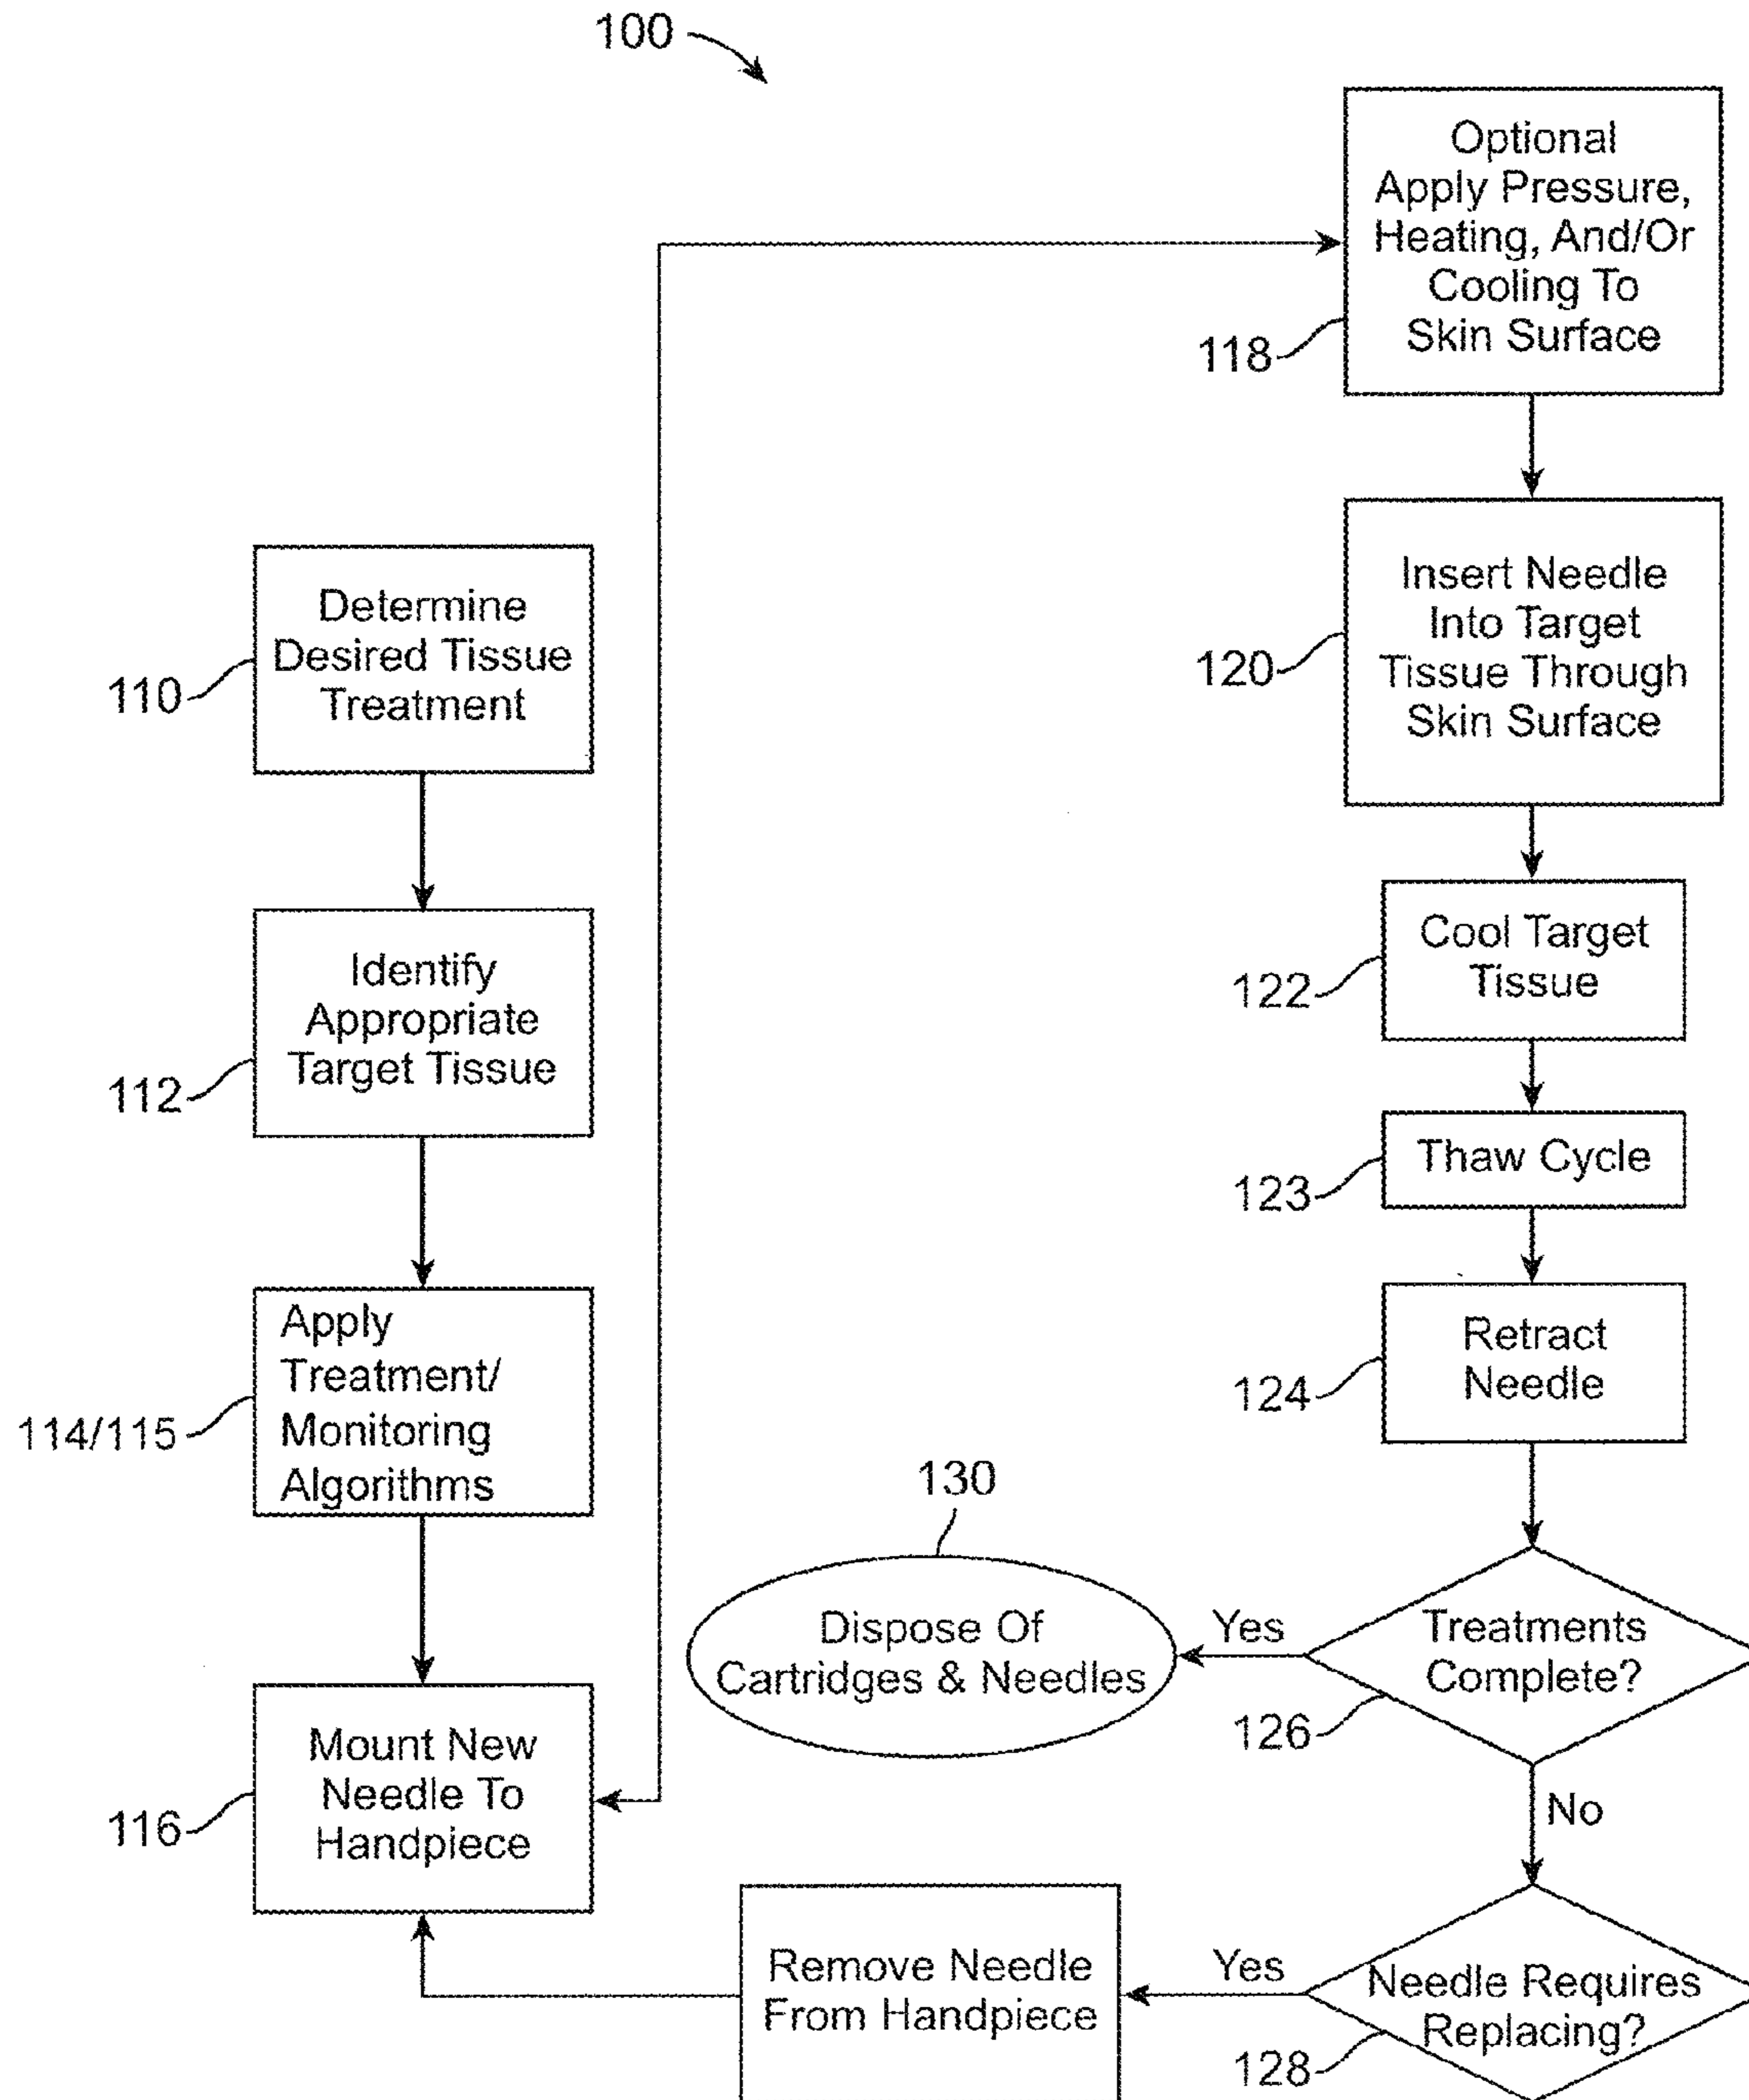 100
Determine
Desired Tissue
Treatment
110
Identify
Appropriate
Target Tissue
112
Apply
Treatment/
Monitoring
Algorithms
114/115
Mount New
Needle To
Handpiece
116
Optional
Apply Pressure,
Heating, And/Or
Cooling To
Skin Surface
118
Insert Needle
Into Target
Tissue Through
Skin Surface
120
Cool Target
Tissue
122
Thaw Cycle
123
Retract
Needle
124
Treatments
Complete?
126
Yes
130
Dispose Of
Cartridges & Needles
No
Needle Requires
Replacing?
128
Yes
Remove Needle
From Handpiece